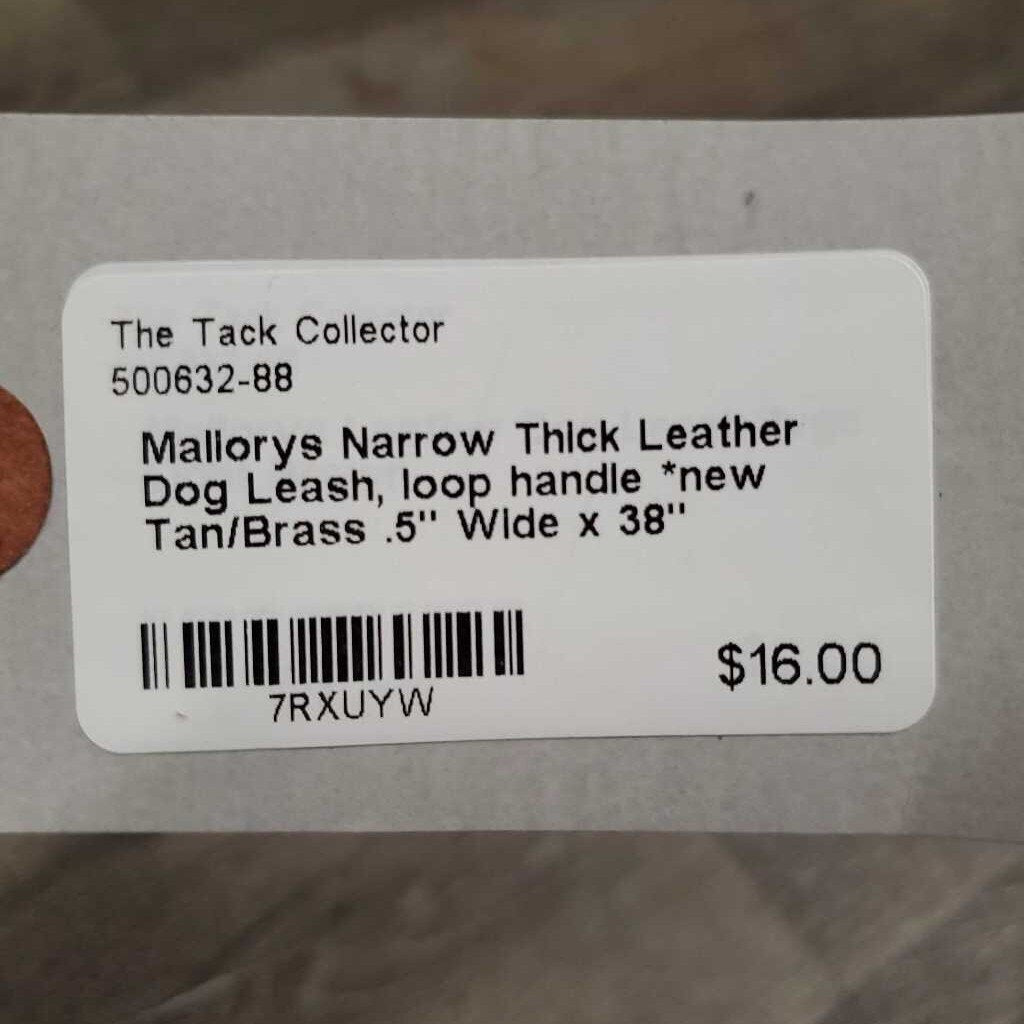 The Tack Collector
500632-88
Mallorys Narrow Thick Leather
Dog Leash, loop handle *new
Tan/Brass .5" Wide x 38"
7RXUYW
$16.00